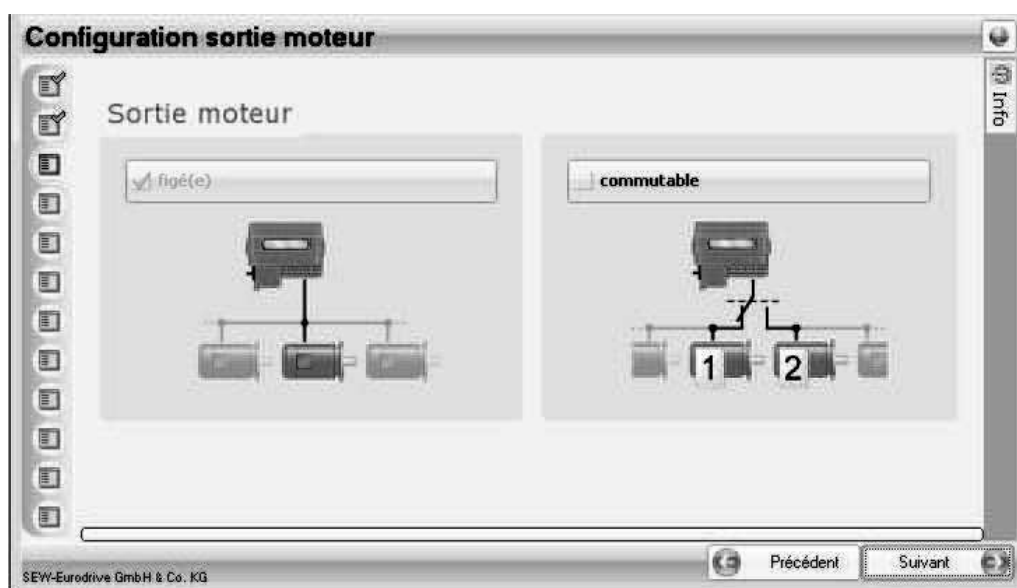 Configuration sortie moteur
Info
Sortie moteur
figé(e)
commutable
1
2
Précédent
Suivant
SEW-Eurodrive GmbH & Co. KG